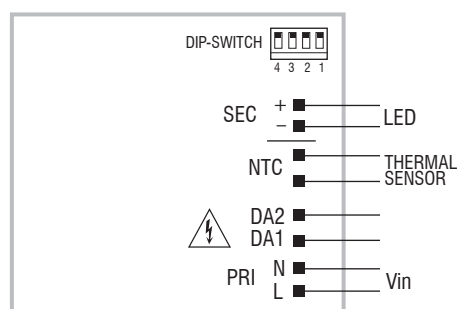 DIP-SWITCH
4 3 2 1
SEC + LED
−
NTC THERMAL
SENSOR
DA2
DA1
PRI N Vin
L